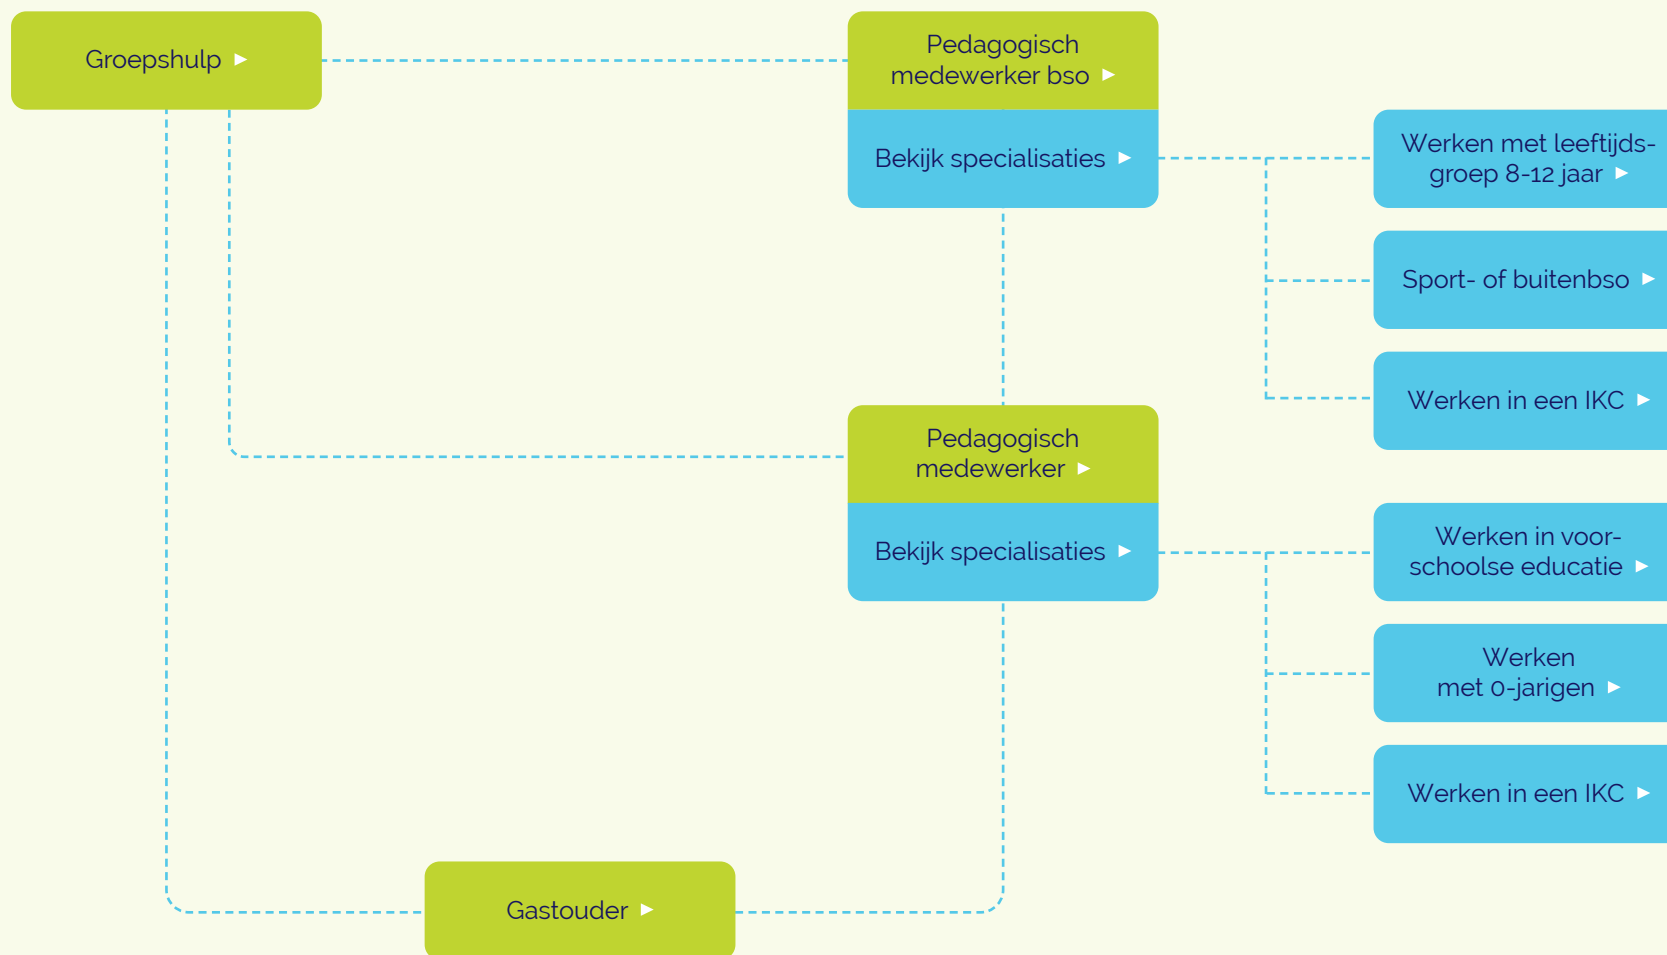 Groepshulp ►
Pedagogisch
medewerker bso ►
Bekijk specialisaties ►
Werken met leeftijds-
groep 8-12 jaar ►
Sport- of buitenbso ►
Werken in een IKC ►
Pedagogisch
medewerker ►
Bekijk specialisaties ►
Werken in voor-
schoolse educatie ►
Werken
met 0-jarigen ►
Werken in een IKC ►
Gastouder ►